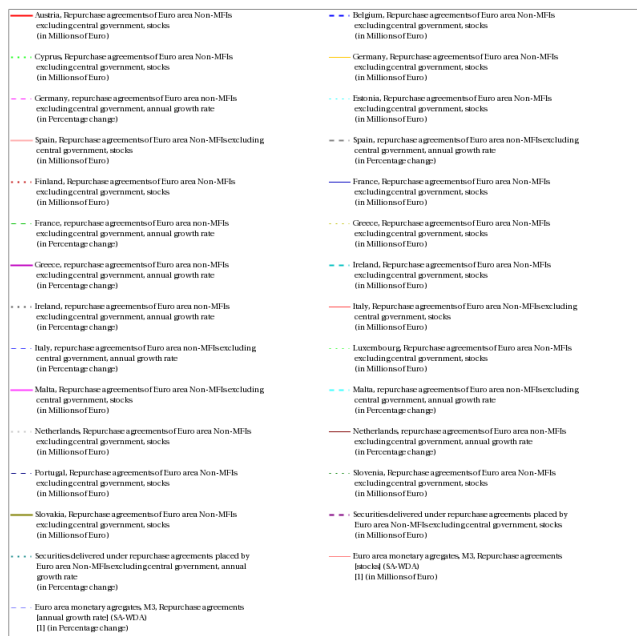 Austria, Repurchase agreements of Euro area Non-MFIs
excluding central government, stocks
(in Millions of Euro)
Belgium, Repurchase agreements of Euro area Non-MFIs
excluding central government, stocks
(in Millions of Euro)
Cyprus, Repurchase agreements of Euro area Non-MFIs
excluding central government, stocks
(in Millions of Euro)
Germany, Repurchase agreements of Euro area Non-MFIs
excluding central government, stocks
(in Millions of Euro)
Germany, repurchase agreements of Euro area non-MFIs
excluding central government, annual growth rate
(in Percentage change)
Estonia, Repurchase agreements of Euro area Non-MFIs
excluding central government, stocks
(in Millions of Euro)
Spain, Repurchase agreements of Euro area Non-MFIs excluding
central government, stocks
(in Millions of Euro)
Spain, repurchase agreements of Euro area non-MFIs excluding
central government, annual growth rate
(in Percentage change)
Finland, Repurchase agreements of Euro area Non-MFIs
excluding central government, stocks
(in Millions of Euro)
France, Repurchase agreements of Euro area Non-MFIs
excluding central government, stocks
(in Millions of Euro)
France, repurchase agreements of Euro area non-MFIs
excluding central government, annual growth rate
(in Percentage change)
Greece, Repurchase agreements of Euro area Non-MFIs
excluding central government, stocks
(in Millions of Euro)
Greece, repurchase agreements of Euro area non-MFIs
excluding central government, annual growth rate
(in Percentage change)
Ireland, Repurchase agreements of Euro area Non-MFIs
excluding central government, stocks
(in Millions of Euro)
Ireland, repurchase agreements of Euro area non-MFIs
excluding central government, annual growth rate
(in Percentage change)
Italy, Repurchase agreements of Euro area Non-MFIs excluding
central government, stocks
(in Millions of Euro)
Italy, repurchase agreements of Euro area non-MFIs excluding
central government, annual growth rate
(in Percentage change)
Luxembourg, Repurchase agreements of Euro area Non-MFIs
excluding central government, stocks
(in Millions of Euro)
Malta, Repurchase agreements of Euro area Non-MFIs excluding
central government, stocks
(in Millions of Euro)
Malta, repurchase agreements of Euro area non-MFIs excluding
central government, annual growth rate
(in Percentage change)
Netherlands, Repurchase agreements of Euro area Non-MFIs
excluding central government, stocks
(in Millions of Euro)
Netherlands, repurchase agreements of Euro area non-MFIs
excluding central government, annual growth rate
(in Percentage change)
Portugal, Repurchase agreements of Euro area Non-MFIs
excluding central government, stocks
(in Millions of Euro)
Slovenia, Repurchase agreements of Euro area Non-MFIs
excluding central government, stocks
(in Millions of Euro)
Slovakia, Repurchase agreements of Euro area Non-MFIs
excluding central government, stocks
(in Millions of Euro)
Securities delivered under repurchase agreements placed by
Euro area Non-MFIs excluding central government, stocks
(in Millions of Euro)
Securities delivered under repurchase agreements placed by
Euro area Non-MFIs excluding central government, annual
growth rate
(in Percentage change)
Euro area monetary agregates, M3, Repurchase agreements
[stocks] (SA-WDA)
[1] (in Millions of Euro)
Euro area monetary agregates, M3, Repurchase agreements
[annual growth rate] (SA-WDA)
[1] (in Percentage change)